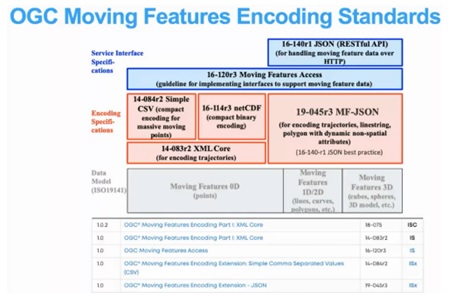 OGC Moving Features Encoding Standards
Service Interface
Specifi-
cations
16-140r1 JSON (RESTful API)
(for handling moving feature data over
HTTP)
16-120r3 Moving Features Access
(guideline for implementing interfaces to support moving feature data)
Encoding
Specifi-
cations
14-084r2 Simple
CSV (compact
encoding for
massive moving
points)
16-114r3 netCDF
(compact binary
encoding)
19-045r3 MF-JSON
(for encoding trajectories, linestring,
polygon with dynamic non-spatial
attributes)
[16-140-r1 JSON best practice]
14-083r2 XML Core
(for encoding trajectories)
Data
Model
(ISO19141)
Moving Features 0D
(points)
Moving
Features
1D/2D
(lines, curves,
polygons, etc.)
Moving
Features 3D
(cubes, spheres,
3D model, etc.)
1.0.2 OGC® Moving Features Encoding Part I: XML Core 18-075 ISC
1.0 OGC® Moving Features Encoding Part I: XML Core 14-083r2 IS
1.0 OGC Moving Features Access 16-120r3 IS
1.0 OGC® Moving Features Encoding Extension: Simple Comma Separated Values
(CSV) 14-084r2 ISx
1.0 OGC® Moving Features Encoding Extension - JSON 19-045r3 ISx